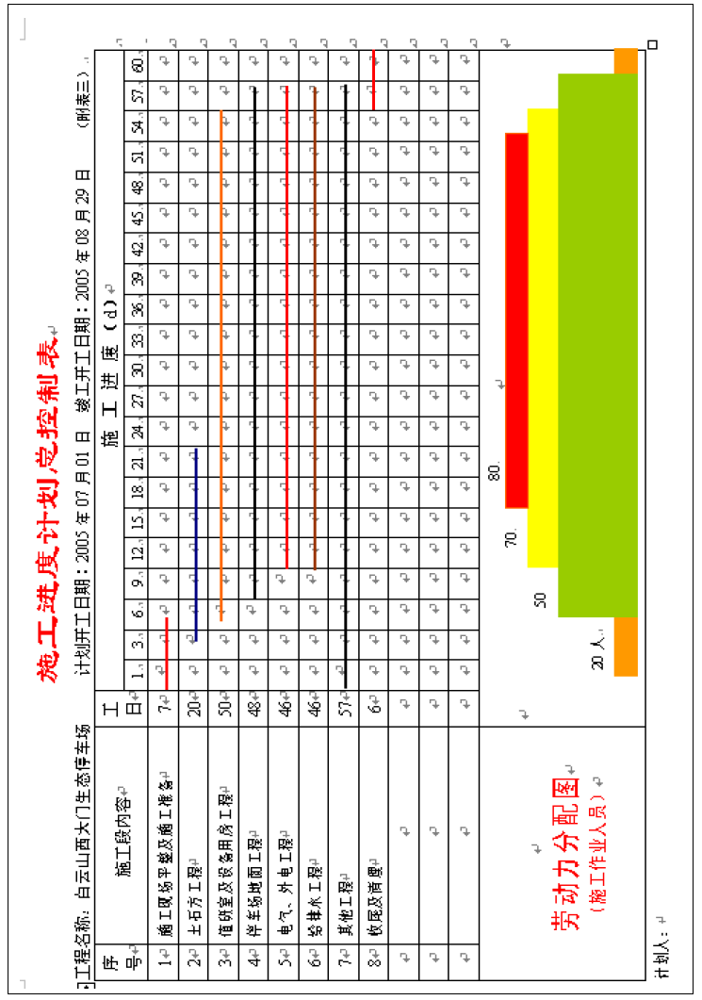 施工进度计划总控制表
计划开工日期：2005 年 07 月 01 日 竣工开工日期：2005 年 08 月 29 日 （附表三）
工程名称：白云山西大门生态停车场
序号 施工段内容 工日 施 工 进 度（d）
1 3 6 9 12 15 18 21 24 27 30 33 36 39 42 45 48 51 54 57 60
1 施工现场平整及施工准备 7
2 土石方工程 20
3 值班室及设备用房工程 50
4 停车场地面工程 48
5 电气、外电工程 46
6 给排水工程 46
7 其他工程 57
8 收尾及清理 6
劳动力分配图
（施工作业人员）
20 人
50
70
80
计划人：